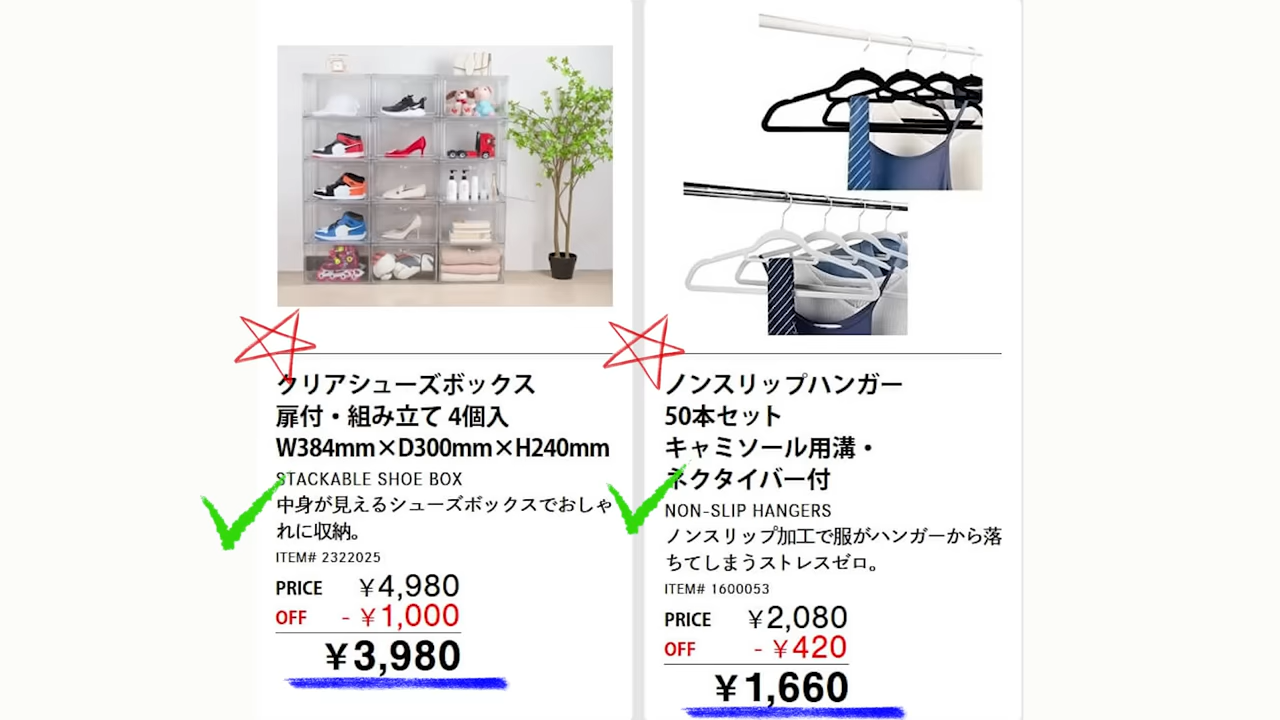 クリアシューズボックス
扉付・組み立て 4個入
W384mm×D300mm×H240mm
STACKABLE SHOE BOX
中身が見えるシューズボックスでおしゃ
れに収納。
ITEM# 2322025
PRICE ¥4,980
OFF - ¥1,000
¥3,980
ノンスリップハンガー
50本セット
キャミソール用溝・
ネクタイバー付
NON-SLIP HANGERS
ノンスリップ加工で服がハンガーから落
ちてしまうストレスゼロ。
ITEM# 1600053
PRICE ¥2,080
OFF - ¥420
¥1,660